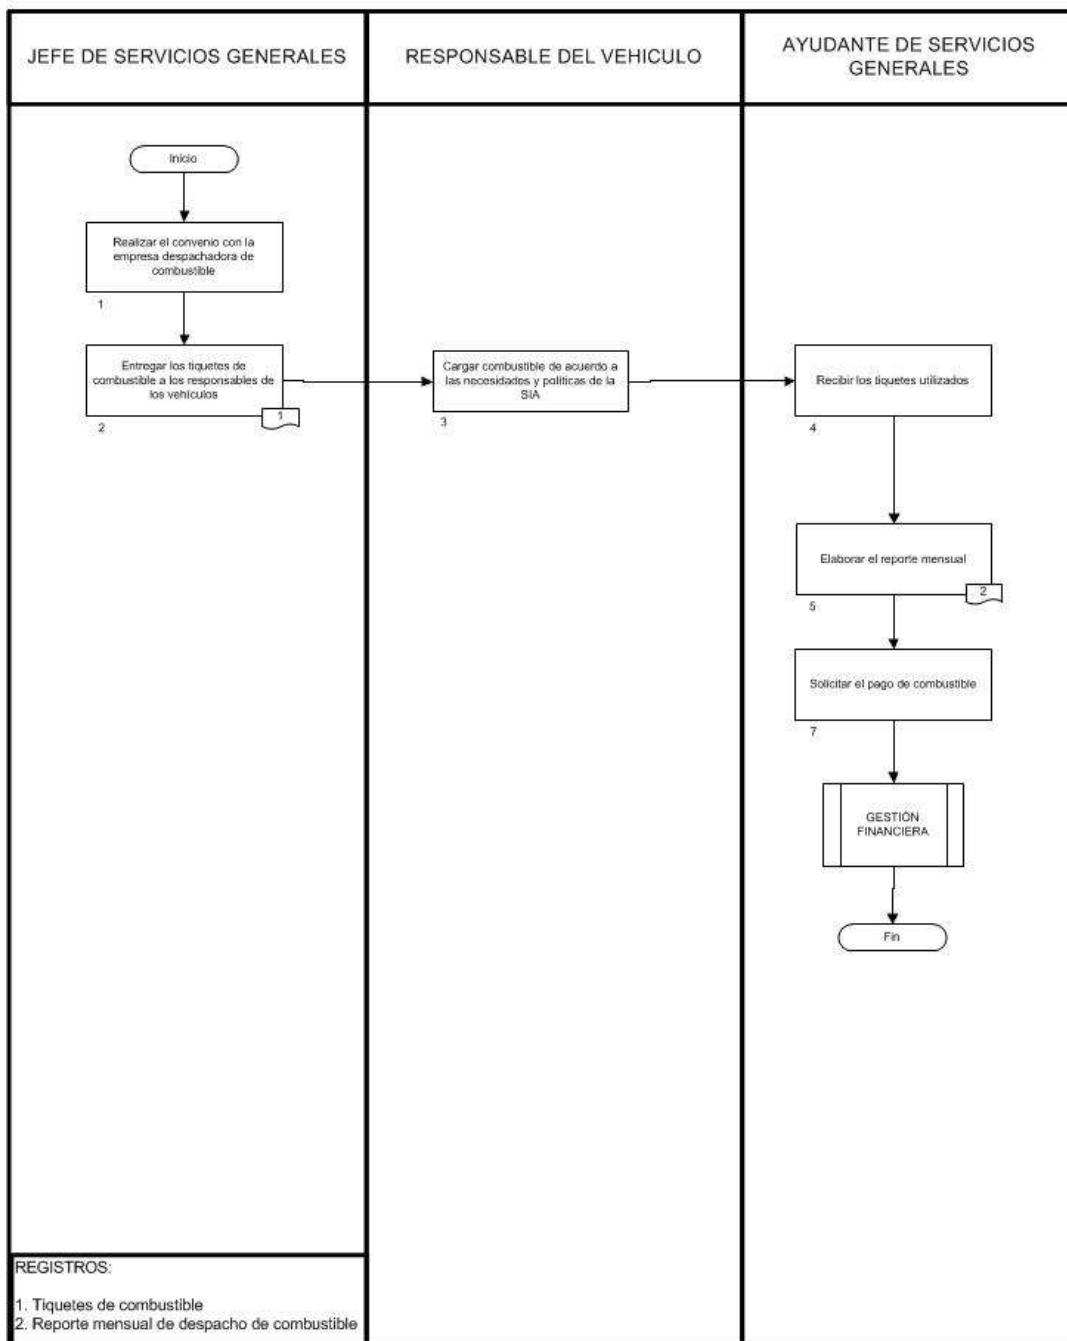 JEFE DE SERVICIOS GENERALES
RESPONSABLE DEL VEHICULO
AYUDANTE DE SERVICIOS
GENERALES
Inicio
Realizar el convenio con la
empresa despachadora de
combustible
1
Entregar los tiquetes de
combustible a los responsables de
los vehículos
1
2
Cargar combustible de acuerdo a
las necesidades y políticas de la
SIA
3
Recibir los tiquetes utilizados
4
Elaborar el reporte mensual
2
5
Solicitar el pago de combustible
7
GESTIÓN
FINANCIERA
Fin
REGISTROS:
1. Tiquetes de combustible
2. Reporte mensual de despacho de combustible